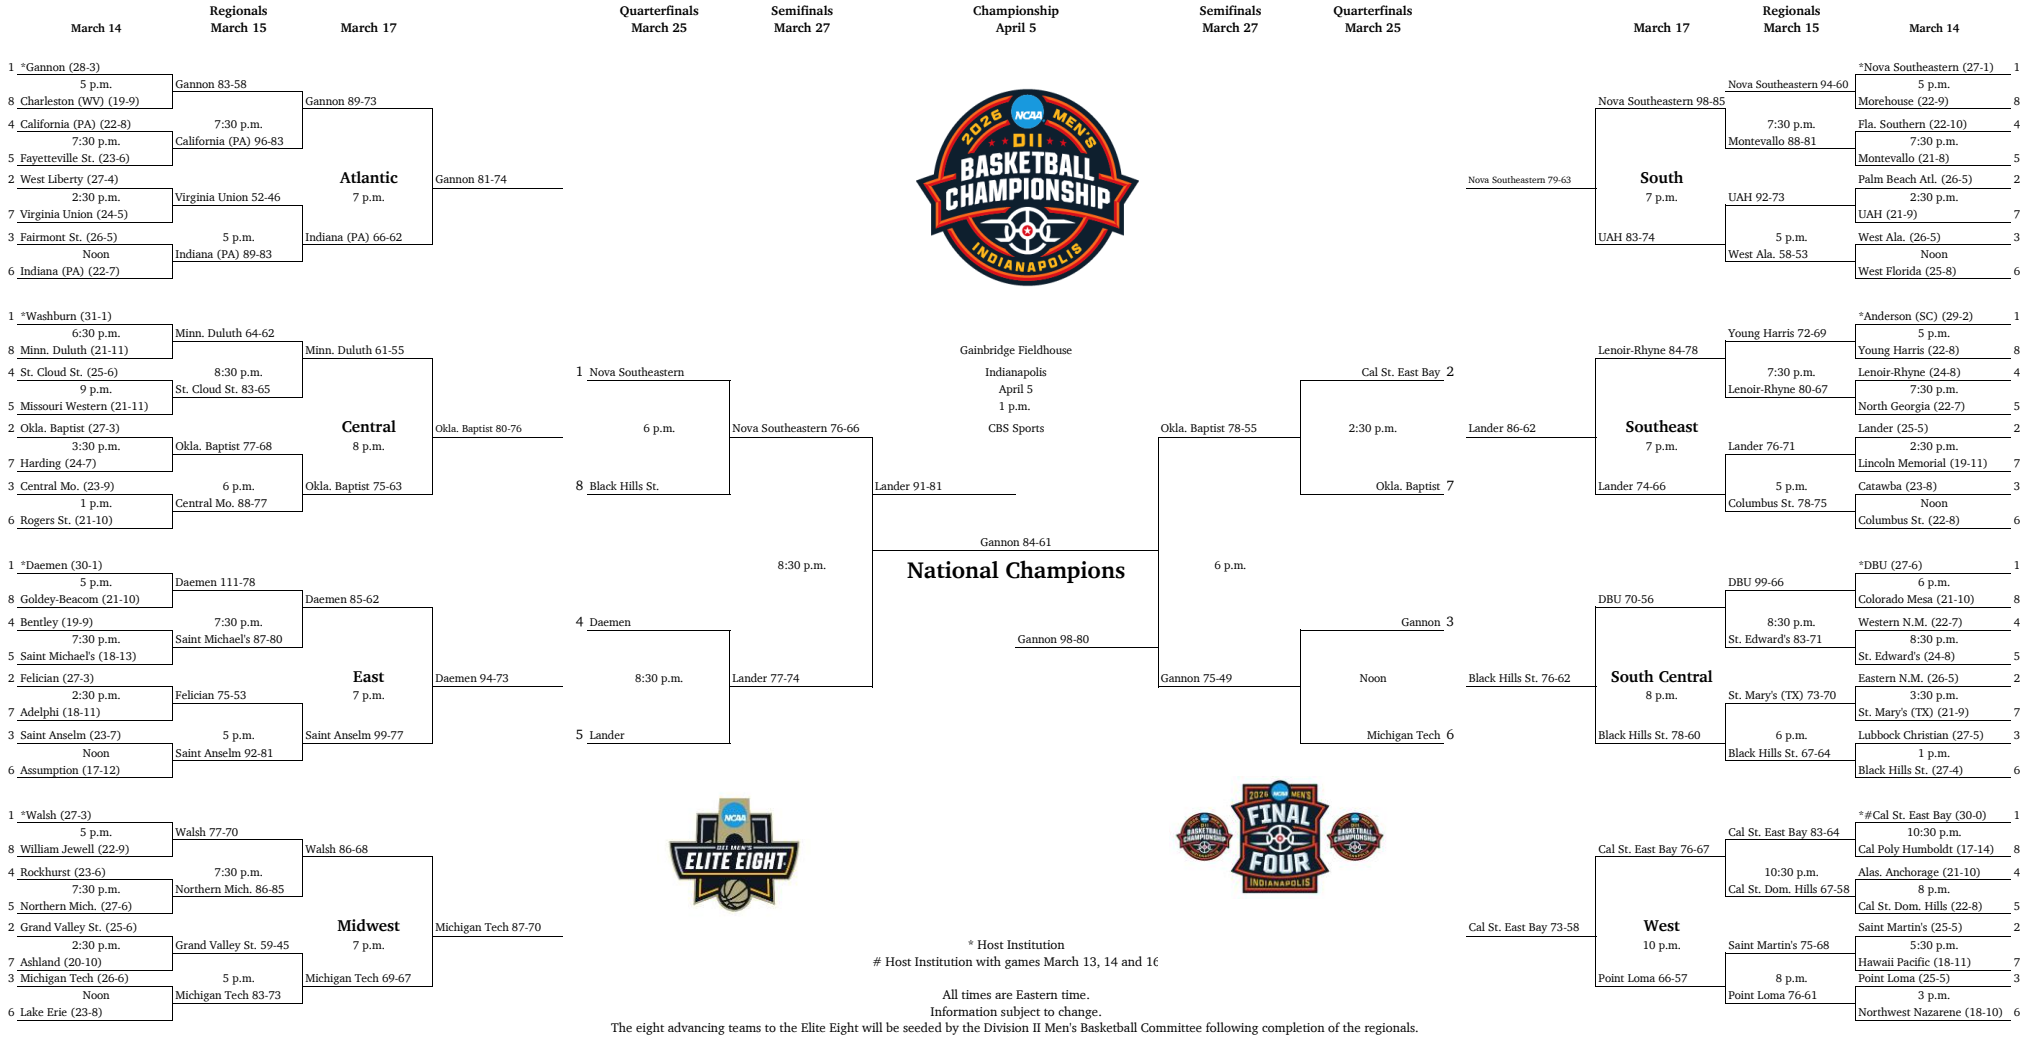 Regionals
Quarterfinals
Semifinals
Championship
Semifinals
Quarterfinals
Regionals
March 14
March 15
March 17
March 25
March 27
April 5
March 27
March 25
March 17
March 15
March 14
1 *Gannon (28-3)
5 p.m.
8 Charleston (WV) (19-9)
4 California (PA) (22-8)
7:30 p.m.
5 Fayetteville St. (23-6)
2 West Liberty (27-4)
2:30 p.m.
7 Virginia Union (24-5)
3 Fairmont St. (26-5)
Noon
6 Indiana (PA) (22-7)
Gannon 83-58
7:30 p.m.
California (PA) 96-83
Virginia Union 52-46
5 p.m.
Indiana (PA) 89-83
Gannon 89-73
Atlantic
7 p.m.
Indiana (PA) 66-62
Gannon 81-74
1 *Washburn (31-1)
6:30 p.m.
8 Minn. Duluth (21-11)
4 St. Cloud St. (25-6)
9 p.m.
5 Missouri Western (21-11)
2 Okla. Baptist (27-3)
3:30 p.m.
7 Harding (24-7)
3 Central Mo. (23-9)
1 p.m.
6 Rogers St. (21-10)
Minn. Duluth 64-62
8:30 p.m.
St. Cloud St. 83-65
Okla. Baptist 77-68
6 p.m.
Central Mo. 88-77
Minn. Duluth 61-55
Central
8 p.m.
Okla. Baptist 75-63
Okla. Baptist 80-76
1 *Daemen (30-1)
5 p.m.
8 Goldey-Beacom (21-10)
4 Bentley (19-9)
7:30 p.m.
5 Saint Michael's (18-13)
2 Felician (27-3)
2:30 p.m.
7 Adelphi (18-11)
3 Saint Anselm (23-7)
Noon
6 Assumption (17-12)
Daemen 111-78
7:30 p.m.
Saint Michael's 87-80
Felician 75-53
5 p.m.
Saint Anselm 92-81
Daemen 85-62
East
7 p.m.
Saint Anselm 99-77
Daemen 94-73
1 *Walsh (27-3)
5 p.m.
8 William Jewell (22-9)
4 Rockhurst (23-6)
7:30 p.m.
5 Northern Mich. (27-6)
2 Grand Valley St. (25-6)
2:30 p.m.
7 Ashland (20-10)
3 Michigan Tech (26-6)
Noon
6 Lake Erie (23-8)
Walsh 77-70
7:30 p.m.
Northern Mich. 86-85
Grand Valley St. 59-45
5 p.m.
Michigan Tech 83-73
Walsh 86-68
Midwest
7 p.m.
Michigan Tech 69-67
Michigan Tech 87-70
1 Nova Southeastern
6 p.m.
8 Black Hills St.
4 Daemen
8:30 p.m.
5 Lander
Nova Southeastern 76-66
8:30 p.m.
Lander 77-74
Lander 91-81
NCAA
2026 MEN'S
DII
BASKETBALL
CHAMPIONSHIP
INDIANAPOLIS
Gainbridge Fieldhouse
Indianapolis
April 5
1 p.m.
CBS Sports
Gannon 84-61
National Champions
Gannon 98-80
Okla. Baptist 78-55
6 p.m.
Gannon 75-49
Cal St. East Bay 2
2:30 p.m.
Okla. Baptist 7
Gannon 3
Noon
Michigan Tech 6
NCAA
DII MEN'S
ELITE EIGHT
DII
BASKETBALL
CHAMPIONSHIP
2026 NCAA MEN'S
FINAL
FOUR
INDIANAPOLIS
DII
BASKETBALL
CHAMPIONSHIP
Nova Southeastern 79-63
Nova Southeastern 98-85
South
7 p.m.
UAH 83-74
Nova Southeastern 94-60
7:30 p.m.
Montevallo 88-81
UAH 92-73
5 p.m.
West Ala. 58-53
*Nova Southeastern (27-1) 1
5 p.m.
Morehouse (22-9) 8
Fla. Southern (22-10) 4
7:30 p.m.
Montevallo (21-8) 5
Palm Beach Atl. (26-5) 2
2:30 p.m.
UAH (21-9) 7
West Ala. (26-5) 3
Noon
West Florida (25-8) 6
Lander 86-62
Lenoir-Rhyne 84-78
Southeast
7 p.m.
Lander 74-66
Young Harris 72-69
7:30 p.m.
Lenoir-Rhyne 80-67
Lander 76-71
5 p.m.
Columbus St. 78-75
*Anderson (SC) (29-2) 1
5 p.m.
Young Harris (22-8) 8
Lenoir-Rhyne (24-8) 4
7:30 p.m.
North Georgia (22-7) 5
Lander (25-5) 2
2:30 p.m.
Lincoln Memorial (19-11) 7
Catawba (23-8) 3
Noon
Columbus St. (22-8) 6
Black Hills St. 76-62
DBU 70-56
South Central
8 p.m.
Black Hills St. 78-60
DBU 99-66
8:30 p.m.
St. Edward's 83-71
St. Mary's (TX) 73-70
6 p.m.
Black Hills St. 67-64
*DBU (27-6) 1
6 p.m.
Colorado Mesa (21-10) 8
Western N.M. (22-7) 4
8:30 p.m.
St. Edward's (24-8) 5
Eastern N.M. (26-5) 2
3:30 p.m.
St. Mary's (TX) (21-9) 7
Lubbock Christian (27-5) 3
1 p.m.
Black Hills St. (27-4) 6
Cal St. East Bay 73-58
Cal St. East Bay 76-67
West
10 p.m.
Point Loma 66-57
Cal St. East Bay 83-64
10:30 p.m.
Cal St. Dom. Hills 67-58
Saint Martin's 75-68
8 p.m.
Point Loma 76-61
*#Cal St. East Bay (30-0) 1
10:30 p.m.
Cal Poly Humboldt (17-14) 8
Alas. Anchorage (21-10) 4
8 p.m.
Cal St. Dom. Hills (22-8) 5
Saint Martin's (25-5) 2
5:30 p.m.
Hawaii Pacific (18-11) 7
Point Loma (25-5) 3
3 p.m.
Northwest Nazarene (18-10) 6
* Host Institution
# Host Institution with games March 13, 14 and 16
All times are Eastern time.
Information subject to change.
The eight advancing teams to the Elite Eight will be seeded by the Division II Men's Basketball Committee following completion of the regionals.